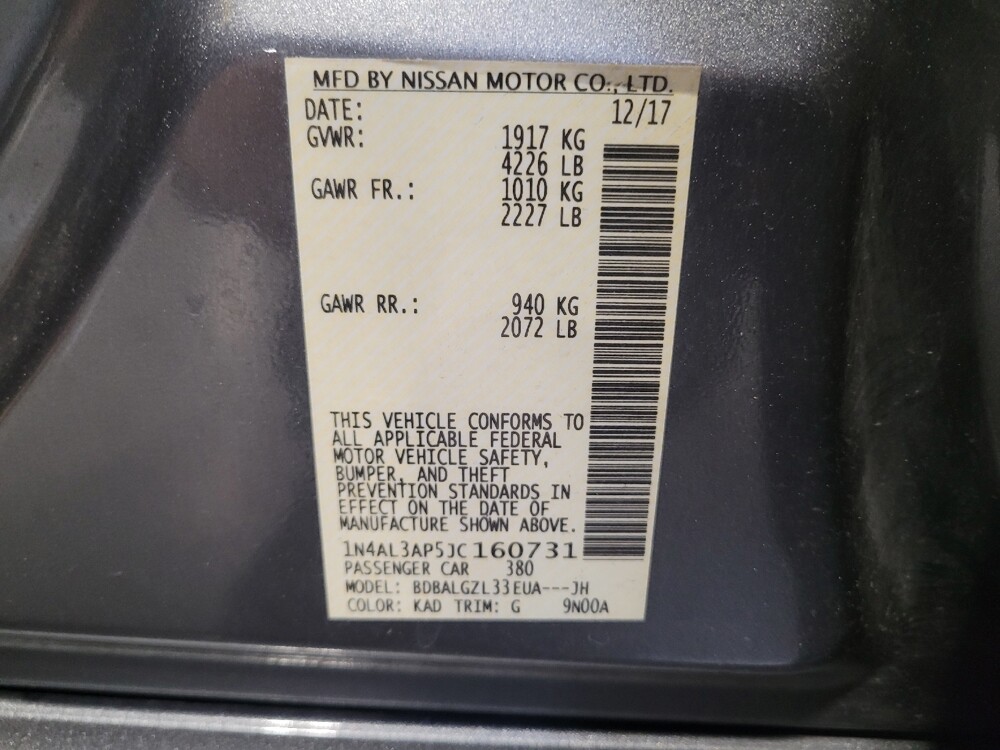 MFD BY NISSAN MOTOR CO., LTD.
DATE: 12/17
GVWR: 1917 KG
4226 LB
GAWR FR.: 1010 KG
2227 LB
GAWR RR.: 940 KG
2072 LB
THIS VEHICLE CONFORMS TO
ALL APPLICABLE FEDERAL
MOTOR VEHICLE SAFETY,
BUMPER, AND THEFT
PREVENTION STANDARDS IN
EFFECT ON THE DATE OF
MANUFACTURE SHOWN ABOVE.
1N4AL3AP5JC160731
PASSENGER CAR 380
MODEL: BDBALGZL33EUA---JH
COLOR: KAD TRIM: G 9N00A